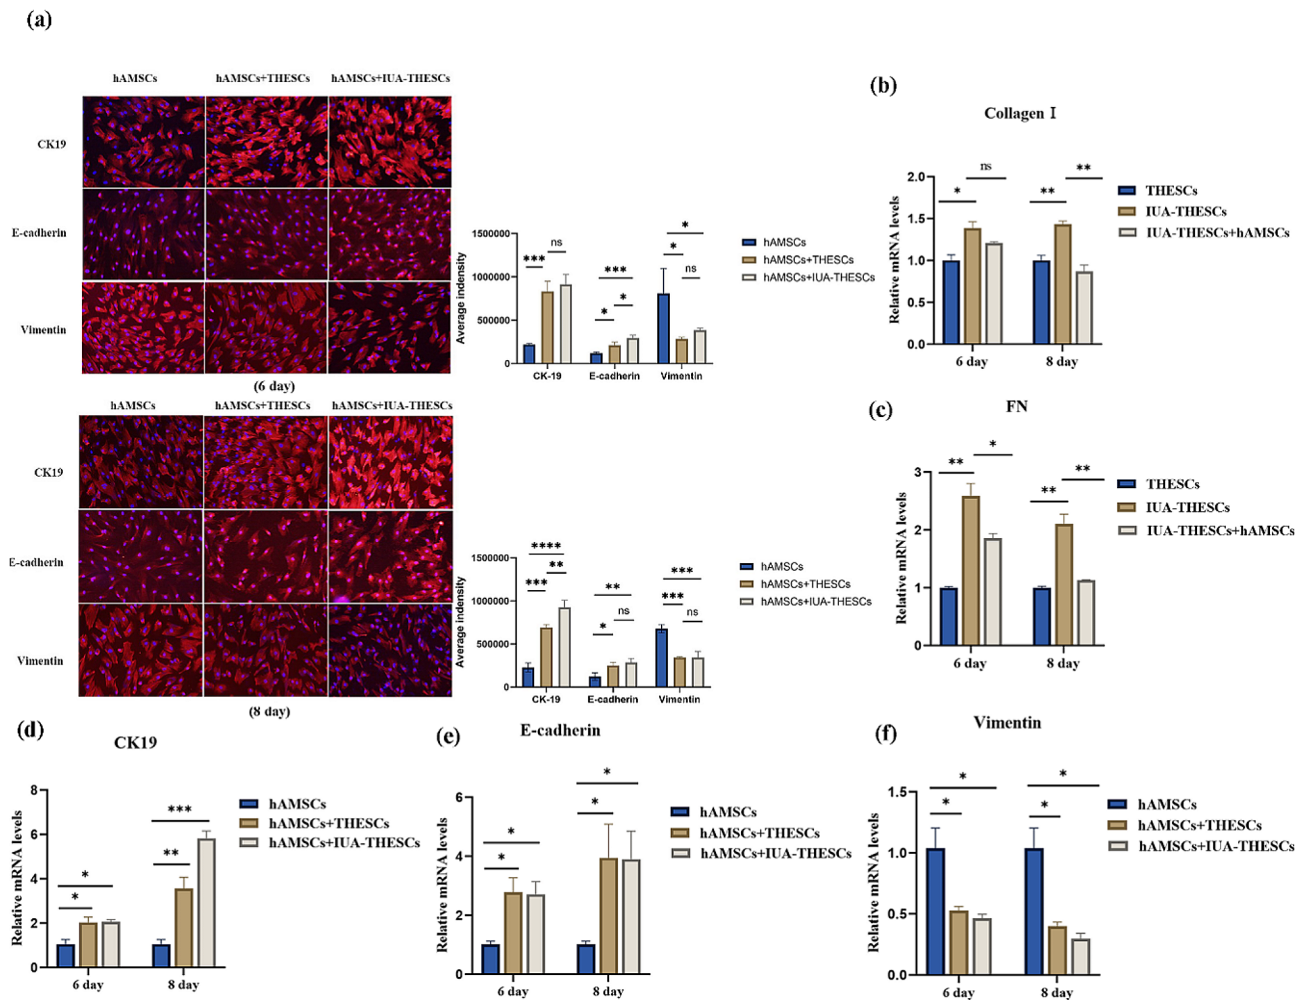 (a)
hAMSCs hAMSCs+THESCs hAMSCs+IUA-THESCs
CK19
E-cadherin
Vimentin
(6 day)
Average indensity
1500000
1000000
500000
0
*** ns
* * ***
* ns *
CK-19 E-cadherin Vimentin
hAMSCs
hAMSCs+THESCs
hAMSCs+IUA-THESCs
hAMSCs hAMSCs+THESCs hAMSCs+IUA-THESCs
CK19
E-cadherin
Vimentin
(8 day)
Average indensity
1500000
1000000
500000
0
****
*** **
**
* ns
***
*** ns
CK-19 E-cadherin Vimentin
hAMSCs
hAMSCs+THESCs
hAMSCs+IUA-THESCs
(b)
Collagen Ⅰ
Relative mRNA levels
2.0
1.5
1.0
0.5
0.0
* ns ** **
6 day 8 day
THESCs
IUA-THESCs
IUA-THESCs+hAMSCs
(c)
FN
Relative mRNA levels
3
2
1
0
** * ** **
6 day 8 day
THESCs
IUA-THESCs
IUA-THESCs+hAMSCs
(d)
CK19
Relative mRNA levels
8
6
4
2
0
* * ** ***
6 day 8 day
hAMSCs
hAMSCs+THESCs
hAMSCs+IUA-THESCs
(e)
E-cadherin
Relative mRNA levels
6
4
2
0
* * * *
6 day 8 day
hAMSCs
hAMSCs+THESCs
hAMSCs+IUA-THESCs
(f)
Vimentin
Relative mRNA levels
1.5
1.0
0.5
0.0
* * * *
6 day 8 day
hAMSCs
hAMSCs+THESCs
hAMSCs+IUA-THESCs